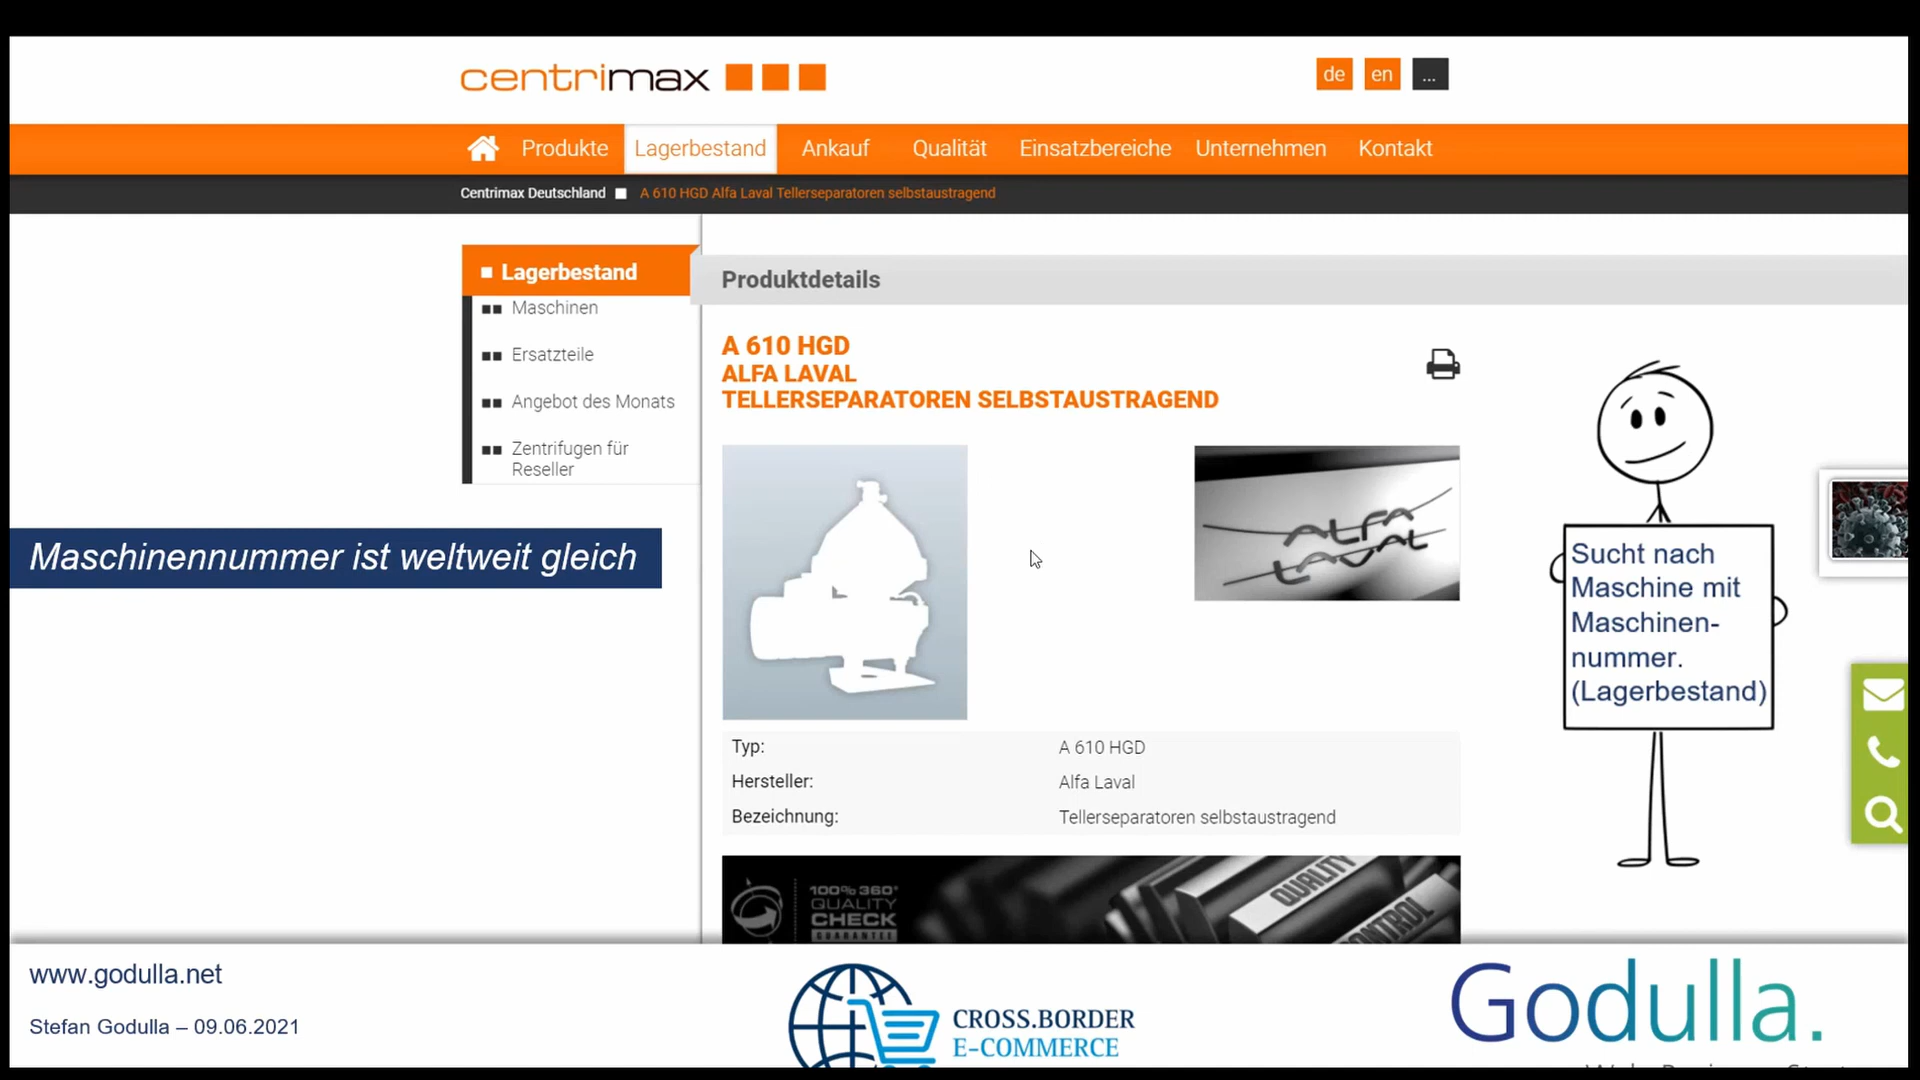 centrimax
de en ...
Produkte Lagerbestand Ankauf Qualität Einsatzbereiche Unternehmen Kontakt
Centrimax Deutschland A 610 HGD Alfa Laval Tellerseparatoren selbstaustragend
Lagerbestand
Maschinen
Ersatzteile
Angebot des Monats
Zentrifugen für
Reseller
Produktdetails
A 610 HGD
ALFA LAVAL
TELLERSEPARATOREN SELBSTAUSTRAGEND
ALFA
LAVAL
Maschinennummer ist weltweit gleich
Sucht nach
Maschine mit
Maschinen-
nummer.
(Lagerbestand)
Typ: A 610 HGD
Hersteller: Alfa Laval
Bezeichnung: Tellerseparatoren selbstaustragend
100% 360°
QUALITY
CHECK
GUARANTEE
QUALITY
CONTROL
www.godulla.net
Stefan Godulla – 09.06.2021
CROSS.BORDER
E-COMMERCE
Godulla.